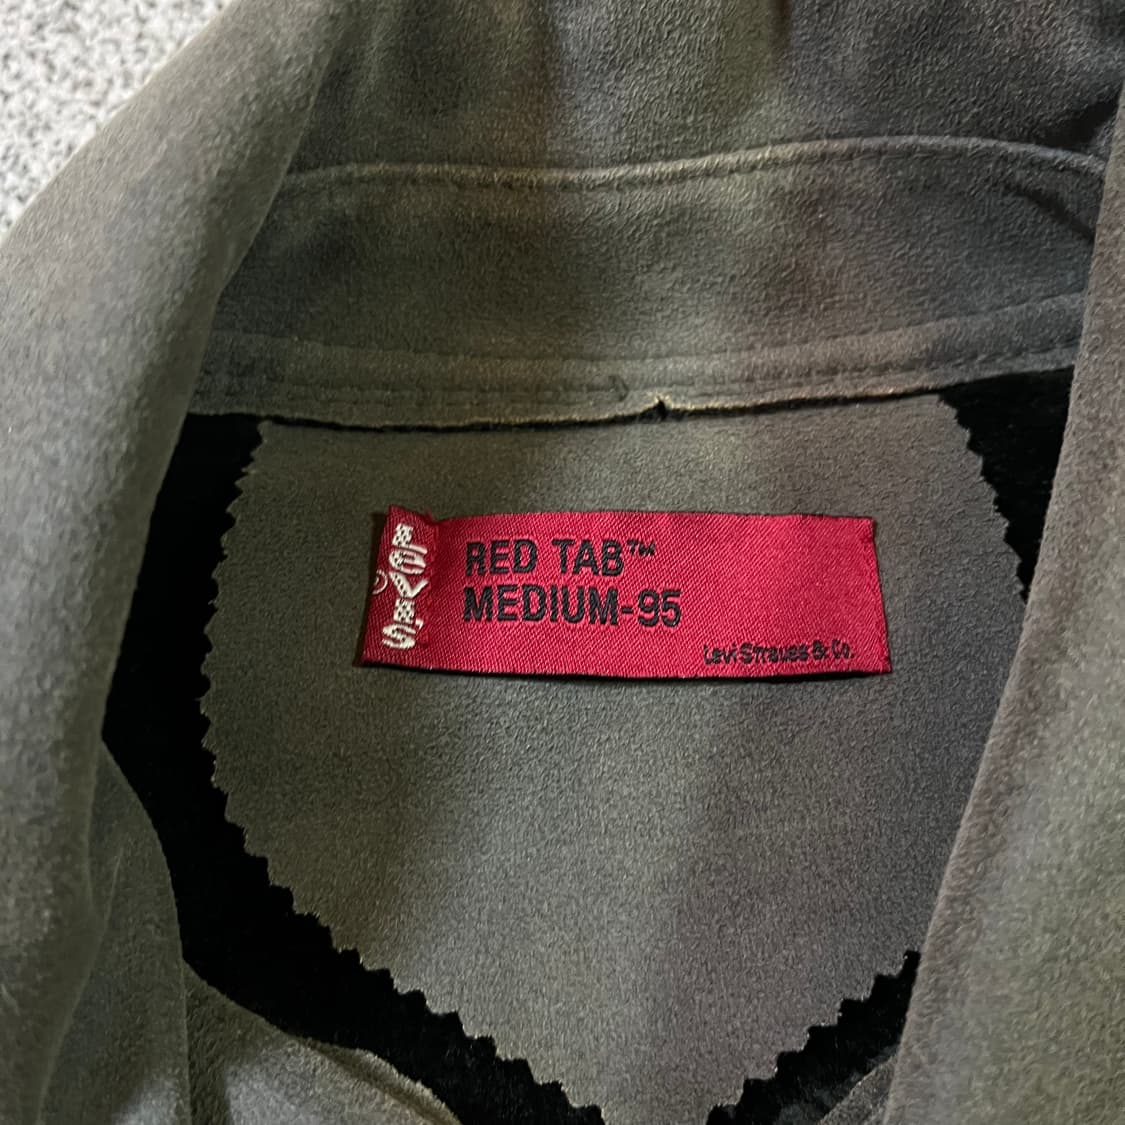 LEVI'S
®
RED TAB™
MEDIUM-95
Levi Strauss & Co.